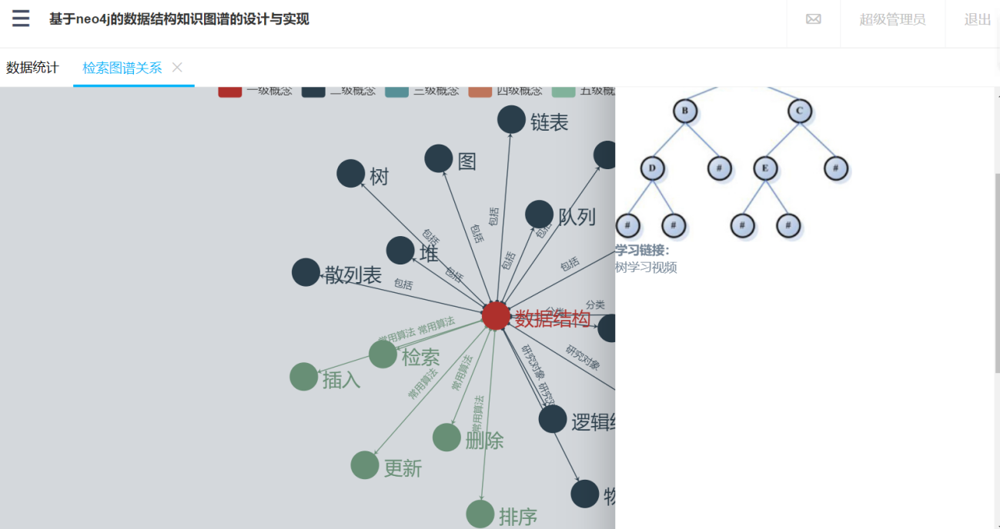 基于neo4j的数据结构知识图谱的设计与实现
超级管理员
退出
数据统计
检索图谱关系
一级概念
二级概念
三级概念
四级概念
五级概
B
C
D
#
E
#
#
#
#
#
学习链接：
树学习视频
链表
图
树
队列
堆
散列表
数据结构
检索
插入
删除
更新
排序
逻辑结
物
包括
包括
包括
包括
包括
包括
包括
包括
分类
分类
常用算法
常用算法
常用算法
常用算法
常用算法
研究对象
研究对象
研究对